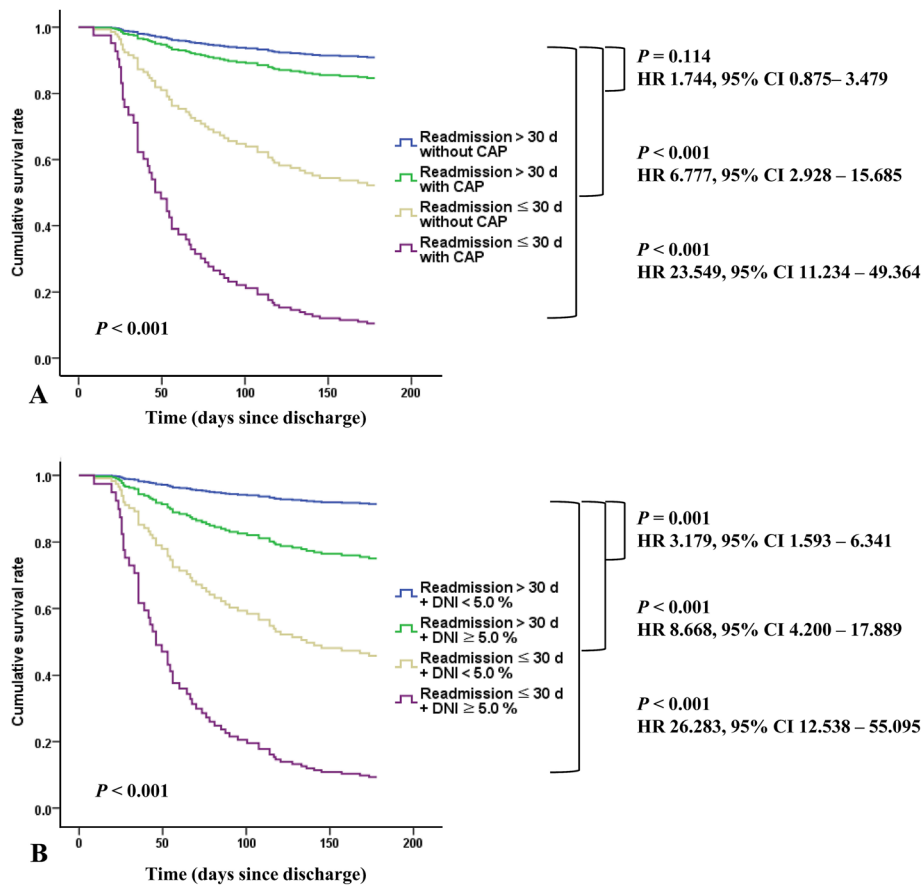 1.0
0.8
0.6
0.4
0.2
0.0
Cumulative survival rate
Readmission > 30 d
without CAP
Readmission > 30 d
with CAP
Readmission ≤ 30 d
without CAP
Readmission ≤ 30 d
with CAP
P < 0.001
0 50 100 150 200
A
Time (days since discharge)
P = 0.114
HR 1.744, 95% CI 0.875– 3.479
P < 0.001
HR 6.777, 95% CI 2.928 – 15.685
P < 0.001
HR 23.549, 95% CI 11.234 – 49.364
1.0
0.8
0.6
0.4
0.2
0.0
Cumulative survival rate
Readmission > 30 d
+ DNI < 5.0 %
Readmission > 30 d
+ DNI ≥ 5.0 %
Readmission ≤ 30 d
+ DNI < 5.0 %
Readmission ≤ 30 d
+ DNI ≥ 5.0 %
P < 0.001
0 50 100 150 200
B
Time (days since discharge)
P = 0.001
HR 3.179, 95% CI 1.593 – 6.341
P < 0.001
HR 8.668, 95% CI 4.200 – 17.889
P < 0.001
HR 26.283, 95% CI 12.538 – 55.095